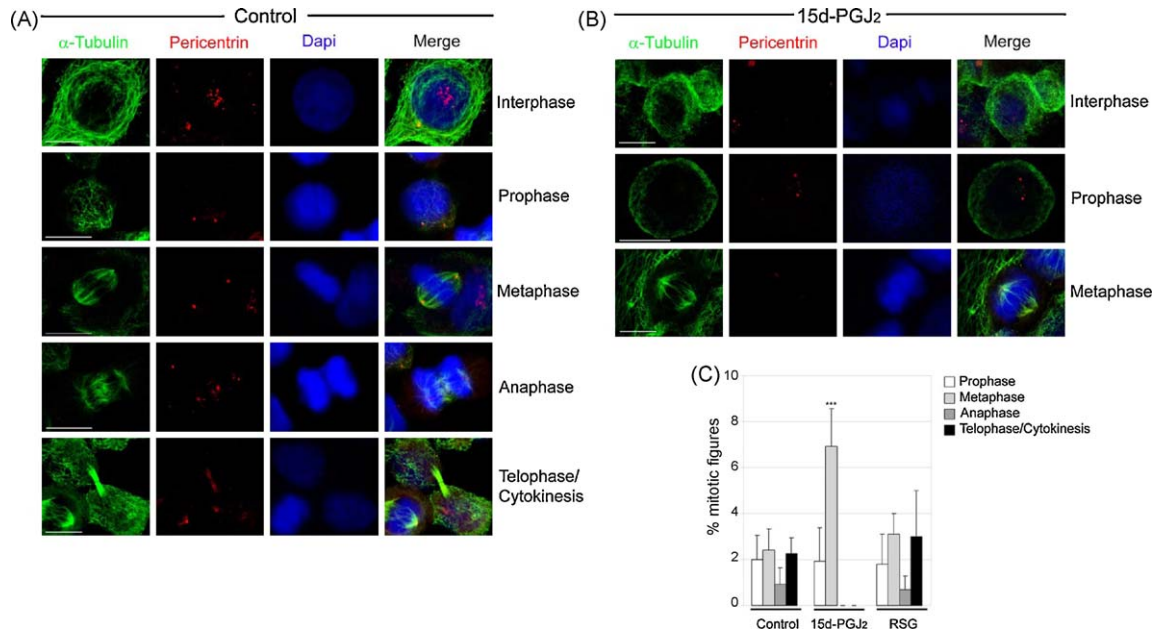 (A) Control
α-Tubulin Pericentrin Dapi Merge
Interphase
Prophase
Metaphase
Anaphase
Telophase/
Cytokinesis
(B) 15d-PGJ2
α-Tubulin Pericentrin Dapi Merge
Interphase
Prophase
Metaphase
(C)
% mitotic figures
10
8
6
4
2
0
***
Control 15d-PGJ2 RSG
Prophase
Metaphase
Anaphase
Telophase/Cytokinesis